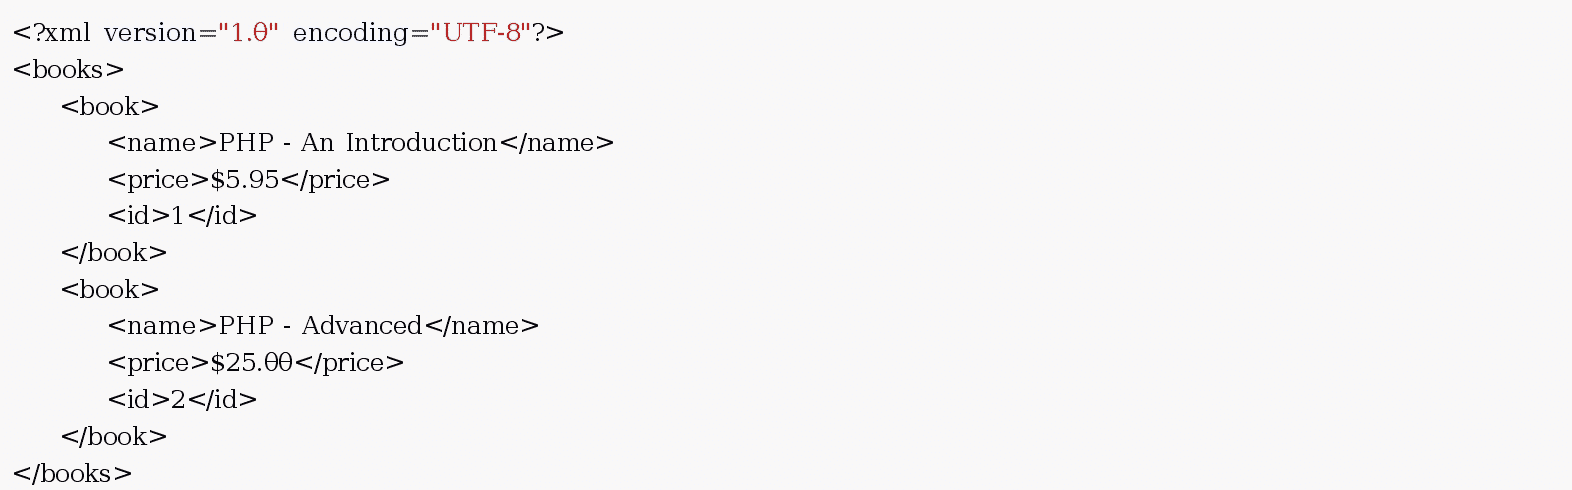 <?xml version="1.0" encoding="UTF-8"?>
<books>
    <book>
        <name>PHP - An Introduction</name>
        <price>$5.95</price>
        <id>1</id>
    </book>
    <book>
        <name>PHP - Advanced</name>
        <price>$25.00</price>
        <id>2</id>
    </book>
</books>